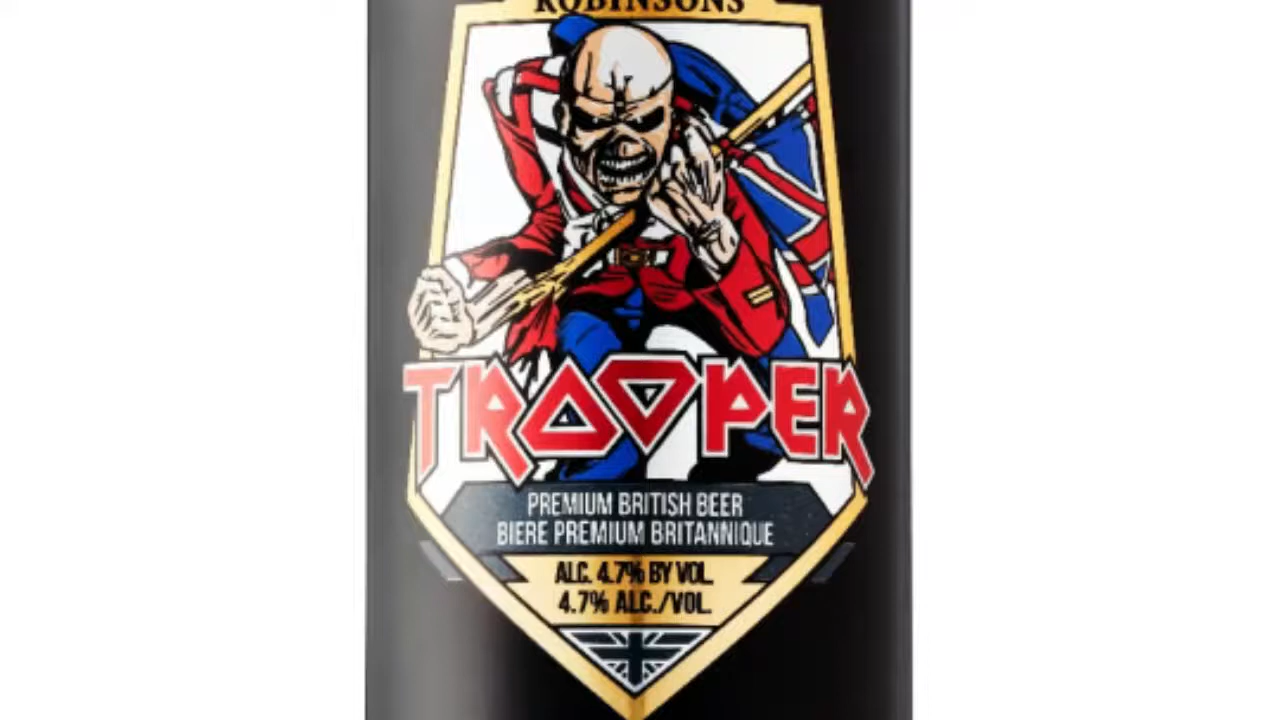 ROBINSONS
TROOPER
PREMIUM BRITISH BEER
BIERE PREMIUM BRITANNIQUE
ALC. 4.7% BY VOL.
4.7% ALC./VOL.